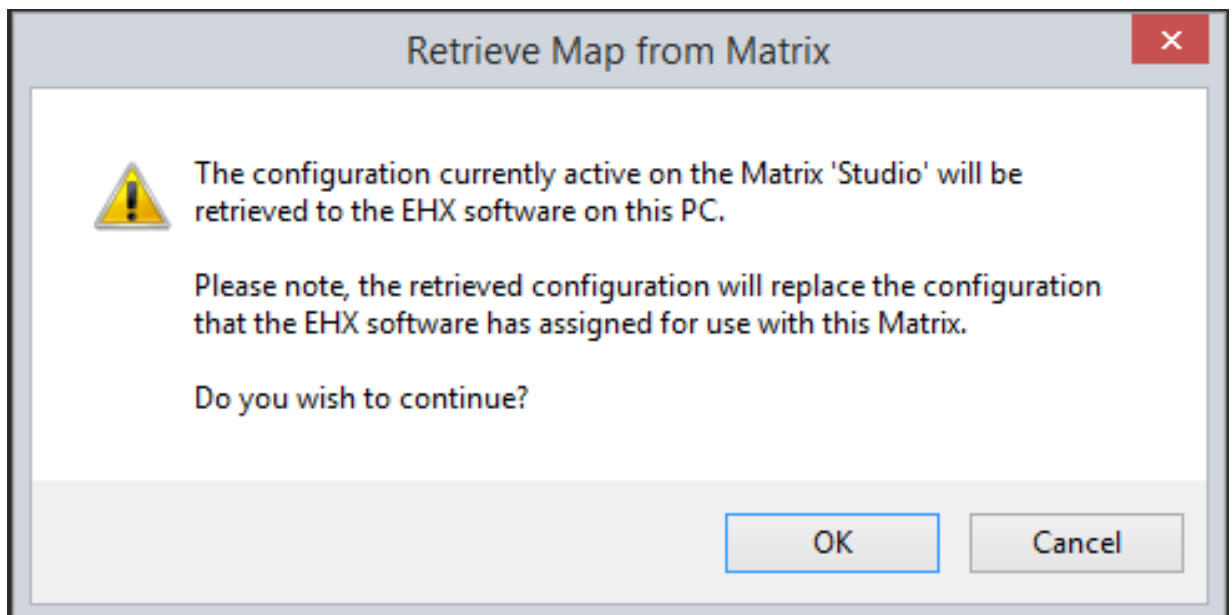 Retrieve Map from Matrix
The configuration currently active on the Matrix 'Studio' will be
retrieved to the EHX software on this PC.
Please note, the retrieved configuration will replace the configuration
that the EHX software has assigned for use with this Matrix.
Do you wish to continue?
OK
Cancel